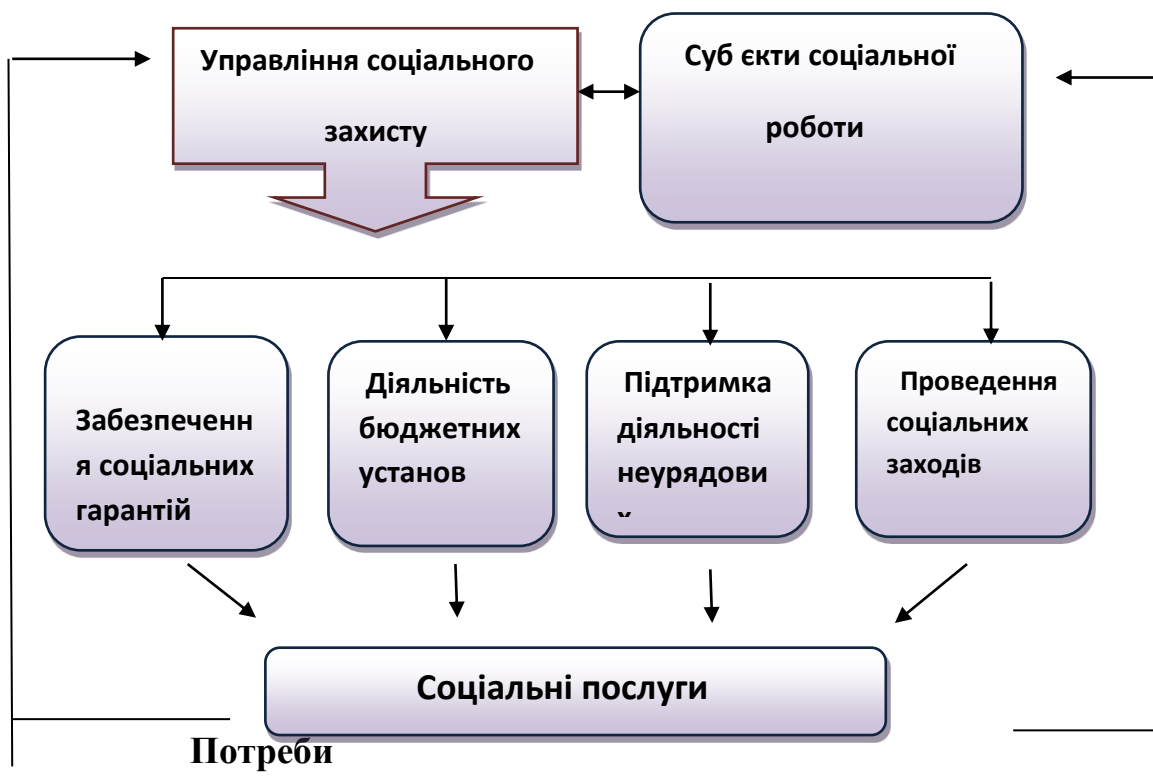 Управління соціального
захисту
Суб єкти соціальної
роботи
Забезпеченн
я соціальних
гарантій
Діяльність
бюджетних
установ
Підтримка
діяльності
неурядови
х
Проведення
соціальних
заходів
Соціальні послуги
Потреби